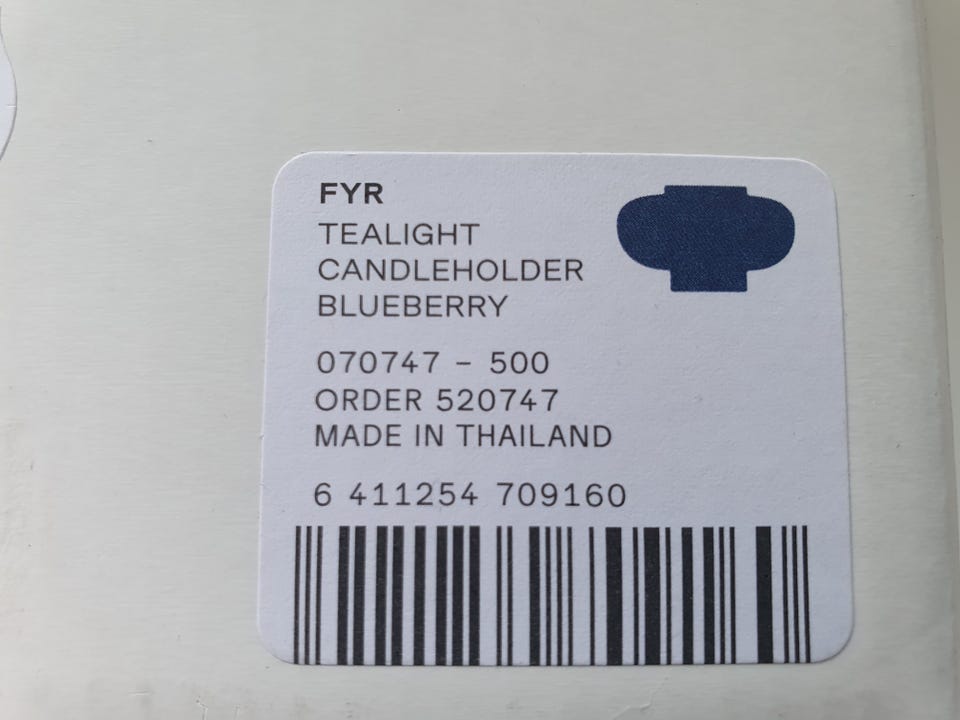 FYR
TEALIGHT
CANDLEHOLDER
BLUEBERRY
070747 – 500
ORDER 520747
MADE IN THAILAND
6 411254 709160